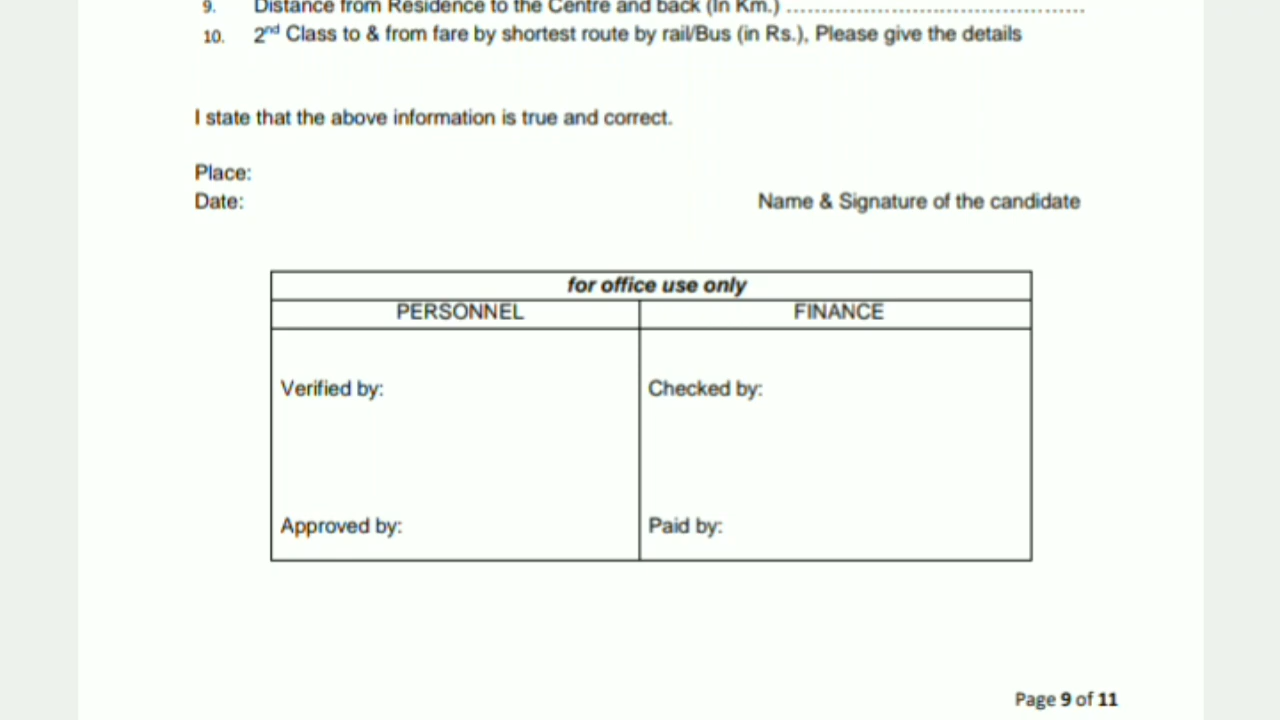 9. Distance from Residence to the Centre and back (In Km.) ............................................
10. 2nd Class to & from fare by shortest route by rail/Bus (in Rs.), Please give the details
I state that the above information is true and correct.
Place:
Date:
Name & Signature of the candidate
for office use only
PERSONNEL FINANCE
Verified by: Checked by:
Approved by: Paid by:
Page 9 of 11